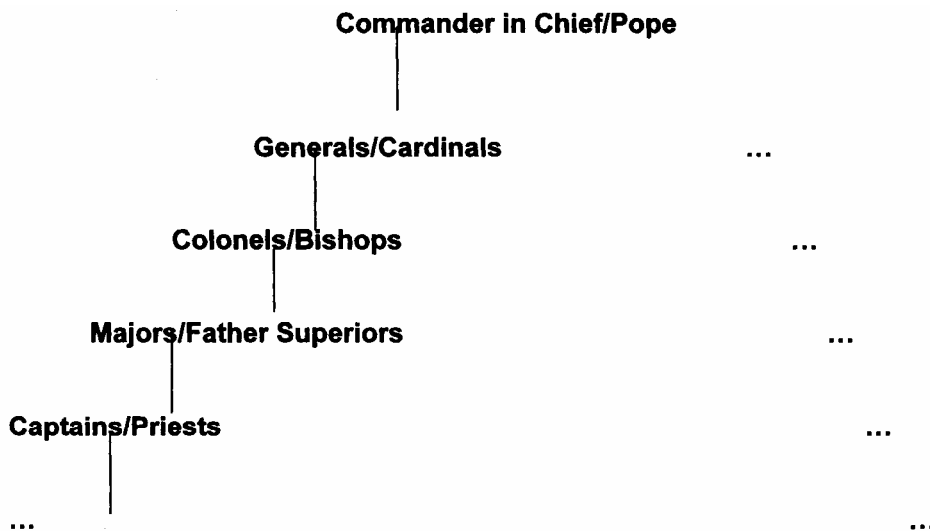 Commander in Chief/Pope
Generals/Cardinals ...
Colonels/Bishops ...
Majors/Father Superiors ...
Captains/Priests ...
... ...